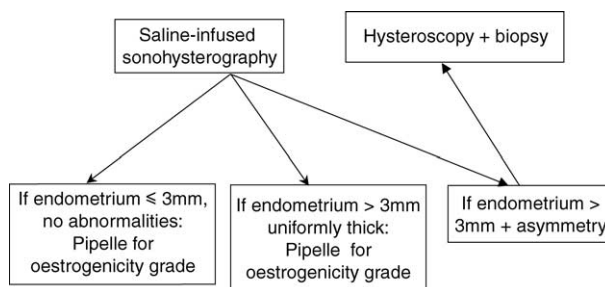 Saline-infused
sonohysterography
Hysteroscopy + biopsy
If endometrium ⩽ 3mm,
no abnormalities:
Pipelle for
oestrogenicity grade
If endometrium > 3mm
uniformly thick:
Pipelle for
oestrogenicity grade
If endometrium >
3mm + asymmetry